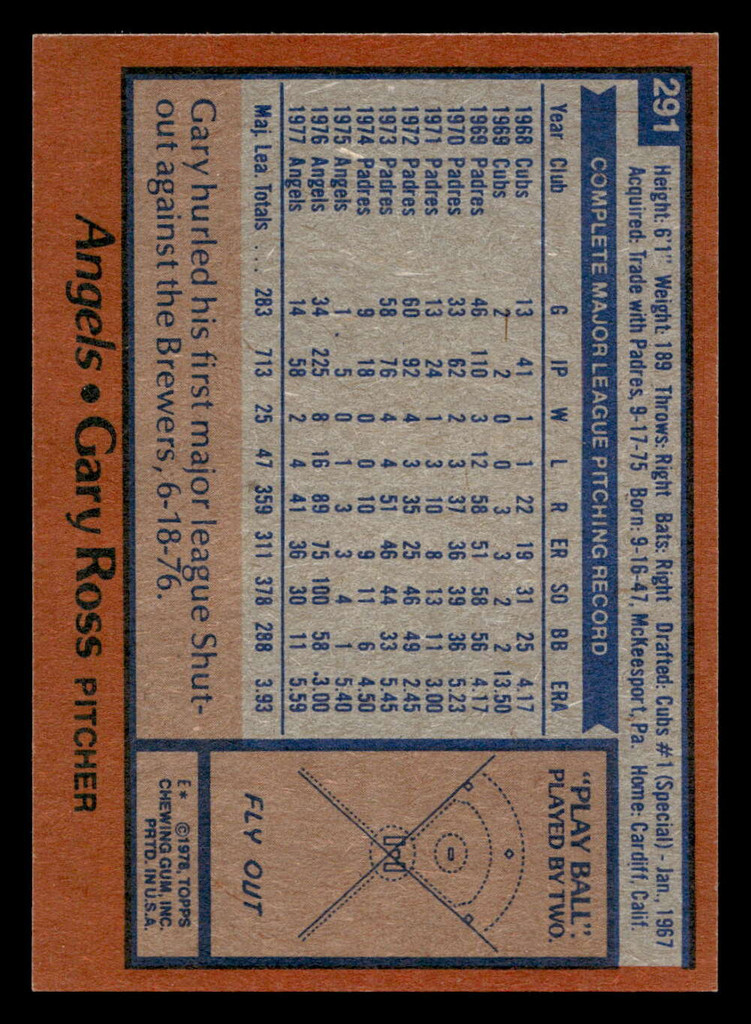 291
Height: 6'1" Weight: 189 Throws: Right Bats: Right Drafted: Cubs #1 (Special) - Jan., 1967
Acquired: Trade with Padres, 9-17-75 Born: 9-16-47, McKeesport, Pa. Home: Cardiff, Calif.
COMPLETE MAJOR LEAGUE PITCHING RECORD
Year Club G IP W L R ER SO BB ERA
1968 Cubs 13 41 1 1 22 19 31 25 4.17
1969 Cubs 2 2 0 0 3 3 2 2 13.50
1969 Padres 46 110 3 12 58 51 58 56 4.17
1970 Padres 33 62 2 3 37 36 39 36 5.23
1971 Padres 13 24 1 3 10 8 13 11 3.00
1972 Padres 60 92 4 3 35 25 46 49 2.45
1973 Padres 58 76 4 4 51 46 44 33 5.45
1974 Padres 9 18 0 0 10 9 11 6 4.50
1975 Angels 1 5 0 1 3 3 4 1 5.40
1976 Angels 34 225 8 16 89 75 100 58 3.00
1977 Angels 14 58 2 4 41 36 30 11 5.59
Maj. Lea. Totals .... 283 713 25 47 359 311 378 288 3.93
Gary hurled his first major league Shut-
out against the Brewers, 6-18-76.
"PLAY BALL":
PLAYED BY TWO.
FLY OUT
E* ©1978, TOPPS
CHEWING GUM, INC.
PRTD. IN U.S.A.
Angels • Gary Ross PITCHER